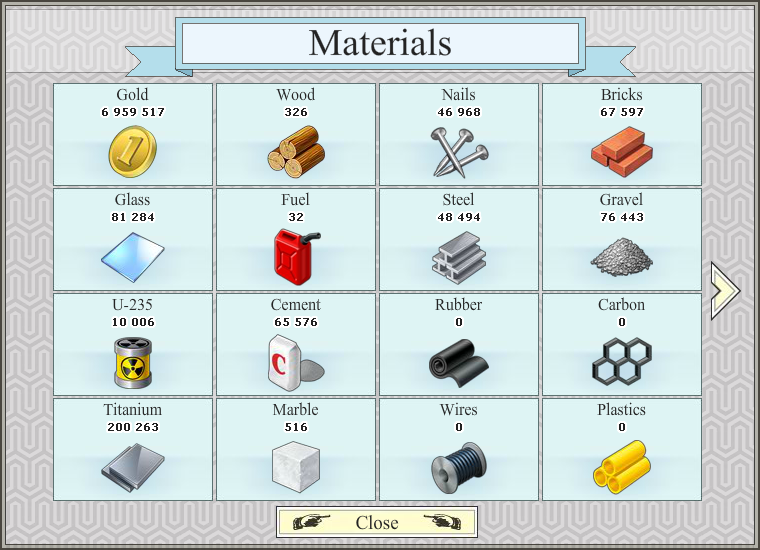 Materials
Gold
6 959 517
Wood
326
Nails
46 968
Bricks
67 597
Glass
81 284
Fuel
32
Steel
48 494
Gravel
76 443
U-235
10 006
Cement
65 576
C
Rubber
0
Carbon
0
Titanium
200 263
Marble
516
Wires
0
Plastics
0
Close